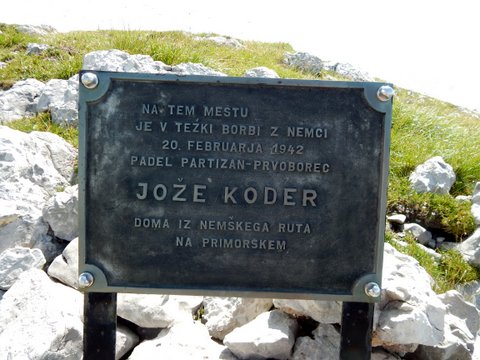 NA TEM MESTU
JE V TEŽKI BORBI Z NEMCI
20. FEBRUARJA 1942
PADEL PARTIZAN-PRVOBOREC
JOŽE KODER
DOMA IZ NEMŠKEGA RUTA
NA PRIMORSKEM